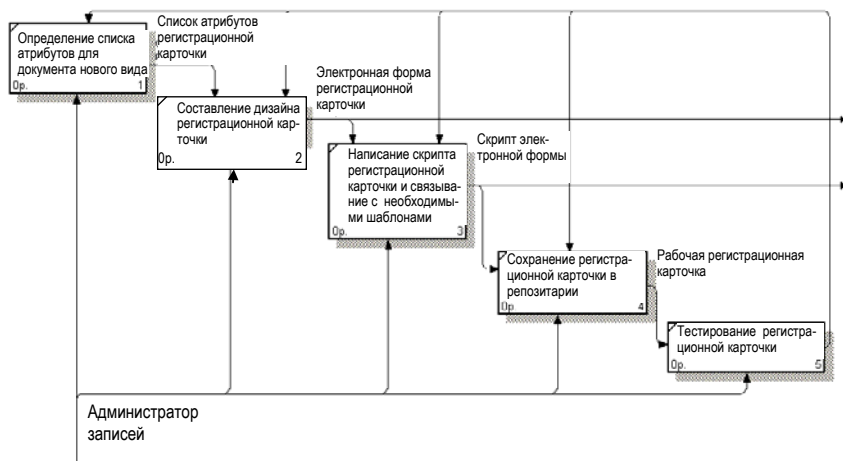 Определение списка
атрибутов для
документа нового вида
0р.
1
Список атрибутов
регистрационной
карточки
Составление дизайна
регистрационной кар-
точки
0р.
2
Электронная форма
регистрационной
карточки
Написание скрипта
регистрационной
карточки и связыва-
ние с необходимы-
ми шаблонами
0р.
3
Скрипт элек-
тронной формы
Сохранение регистра-
ционной карточки в
репозитарии
0р
4
Рабочая регистрационная
карточка
Тестирование регистра-
ционной карточки
0р.
5
Администратор
записей